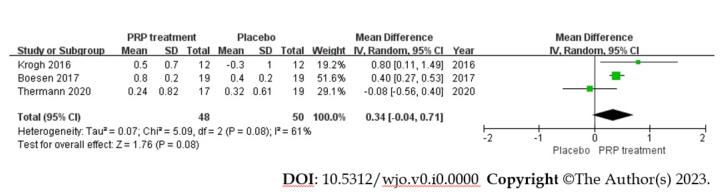 PRP treatment Placebo Mean Difference Mean Difference
Study or Subgroup Mean SD Total Mean SD Total Weight IV, Random, 95% CI Year IV, Random, 95% CI
Krogh 2016 0.5 0.7 12 -0.3 1 12 19.2% 0.80 [0.11, 1.49] 2016
Boesen 2017 0.8 0.2 19 0.4 0.2 19 51.6% 0.40 [0.27, 0.53] 2017
Thermann 2020 0.24 0.82 17 0.32 0.61 19 29.1% -0.08 [-0.56, 0.40] 2020
Total (95% CI) 48 50 100.0% 0.34 [-0.04, 0.71]
Heterogeneity: Tau² = 0.07; Chi² = 5.09, df = 2 (P = 0.08); I² = 61%
Test for overall effect: Z = 1.76 (P = 0.08)
-2 -1 0 1 2
Placebo PRP treatment
DOI: 10.5312/wjo.v0.i0.0000 Copyright ©The Author(s) 2023.